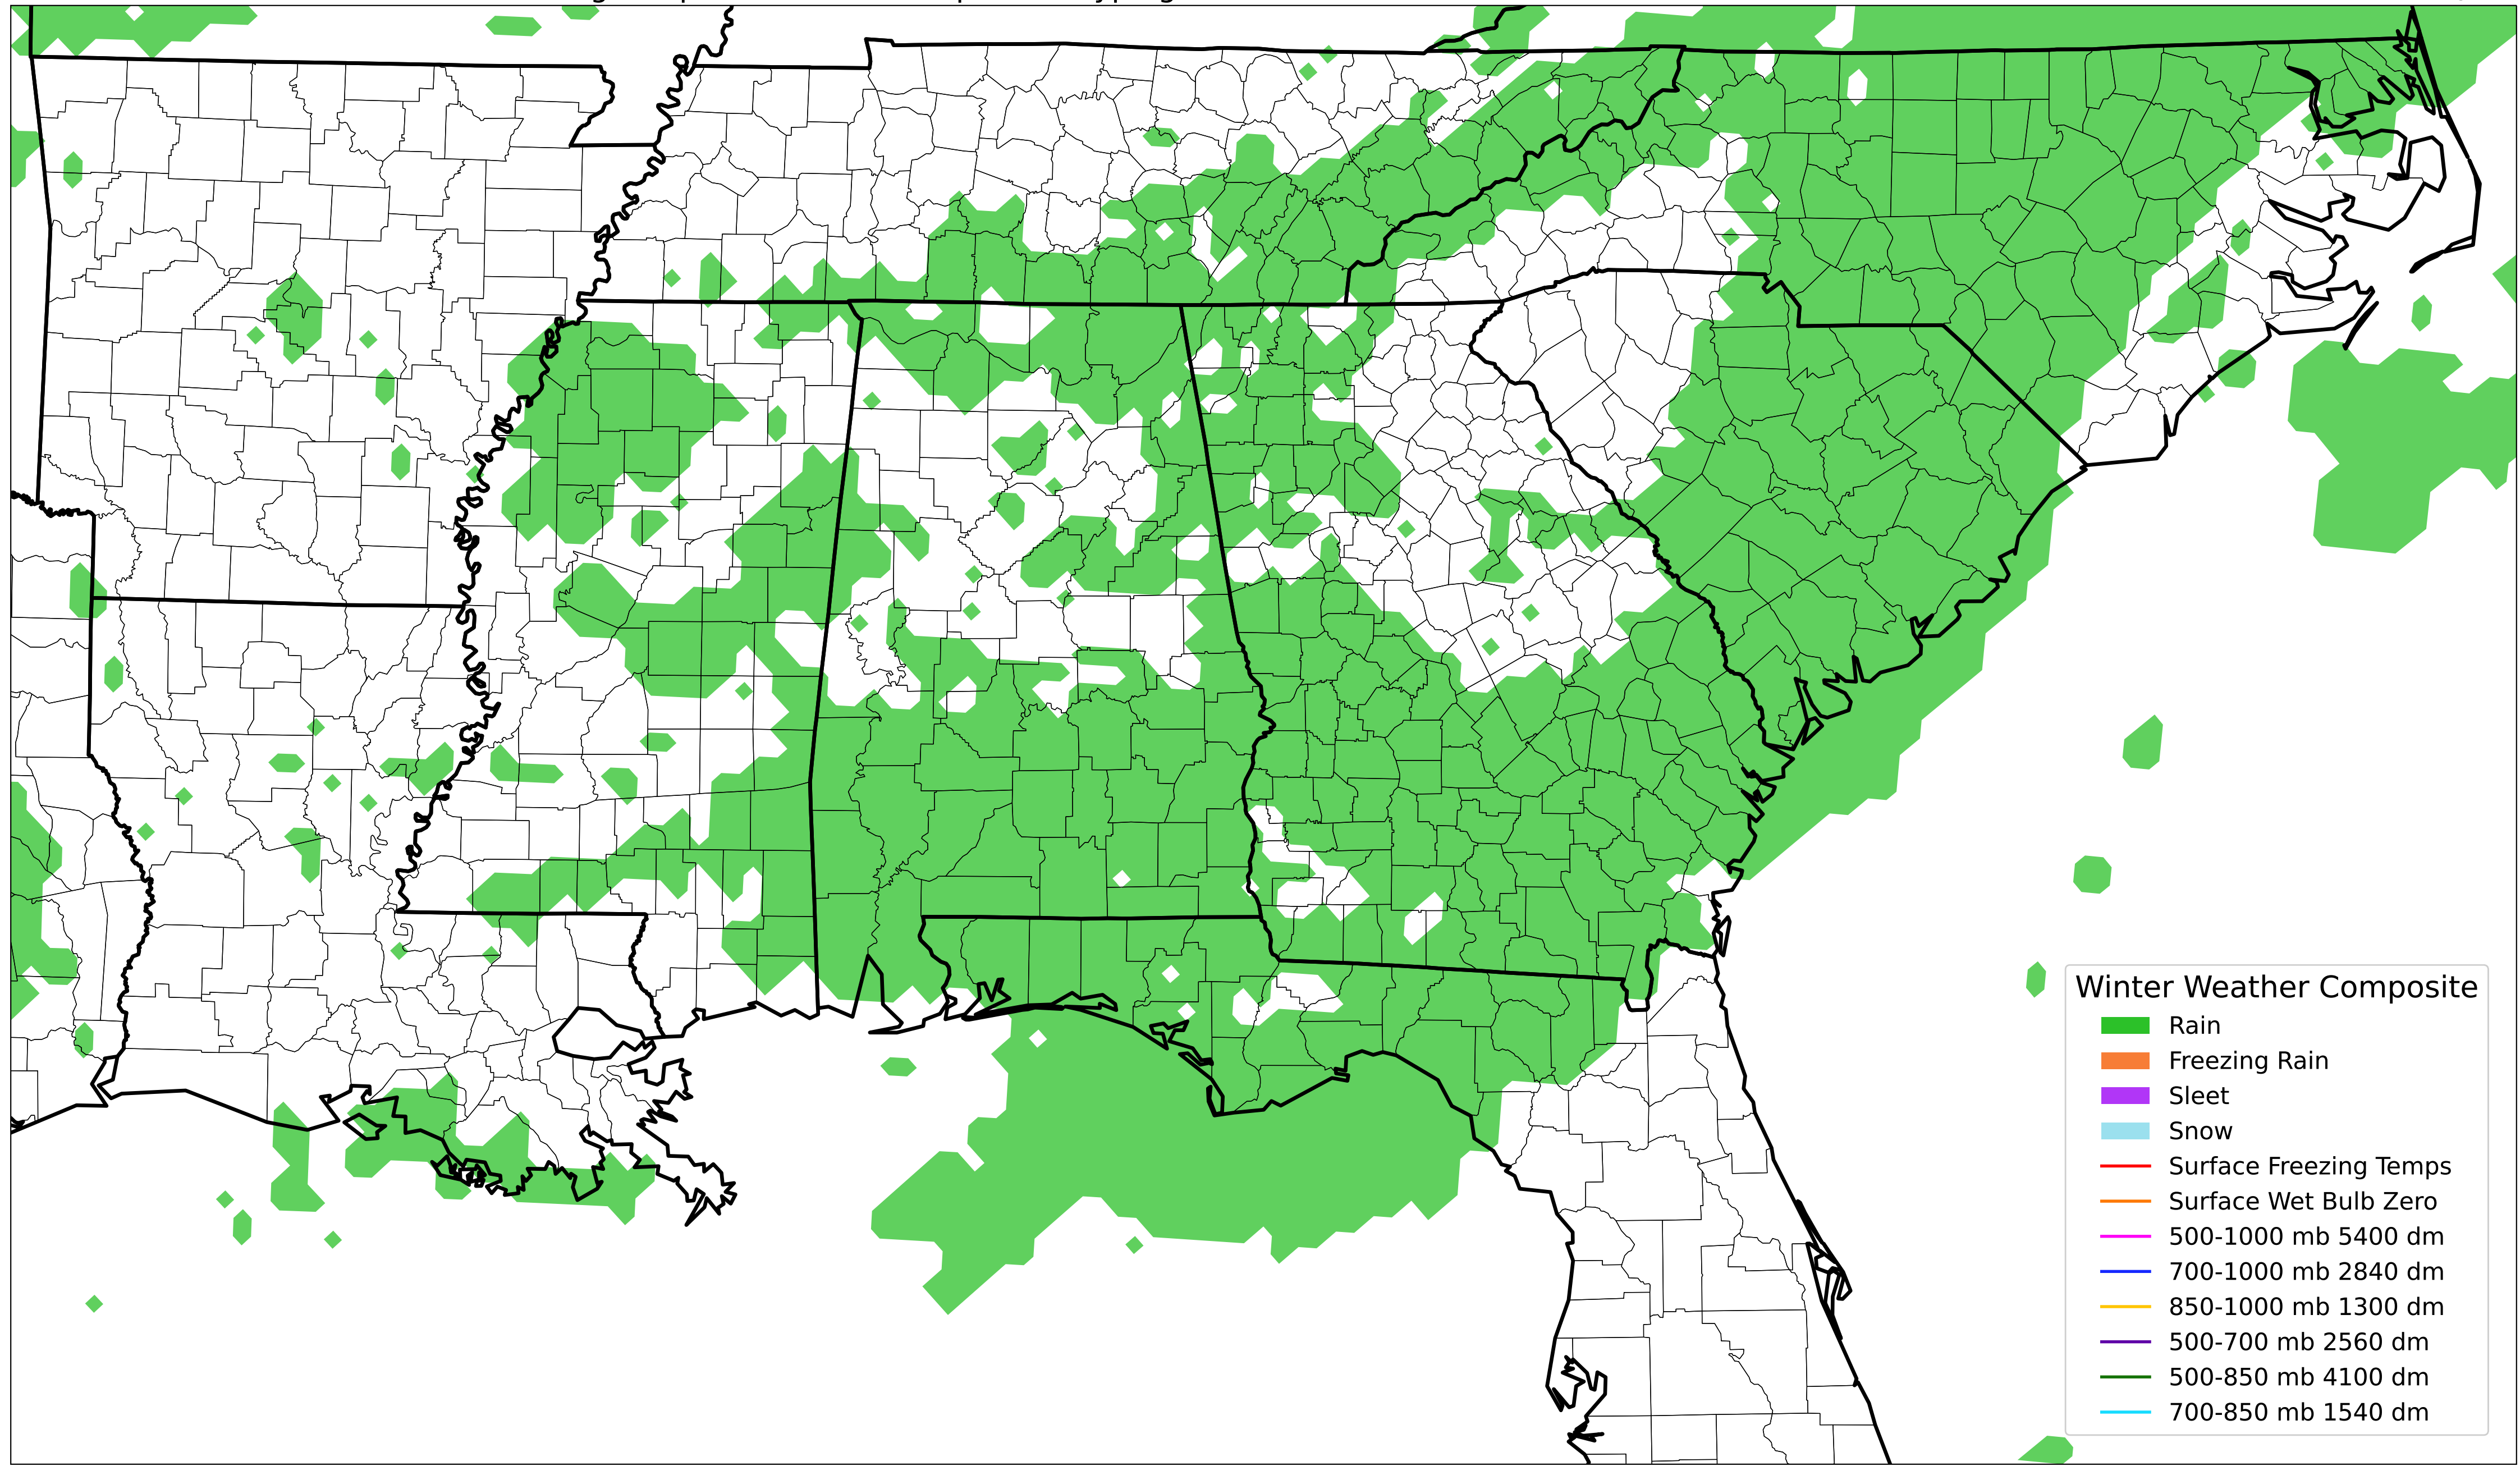 Winter Weather Composite
Rain
Freezing Rain
Sleet
Snow
Surface Freezing Temps
Surface Wet Bulb Zero
500-1000 mb 5400 dm
700-1000 mb 2840 dm
850-1000 mb 1300 dm
500-700 mb 2560 dm
500-850 mb 4100 dm
700-850 mb 1540 dm